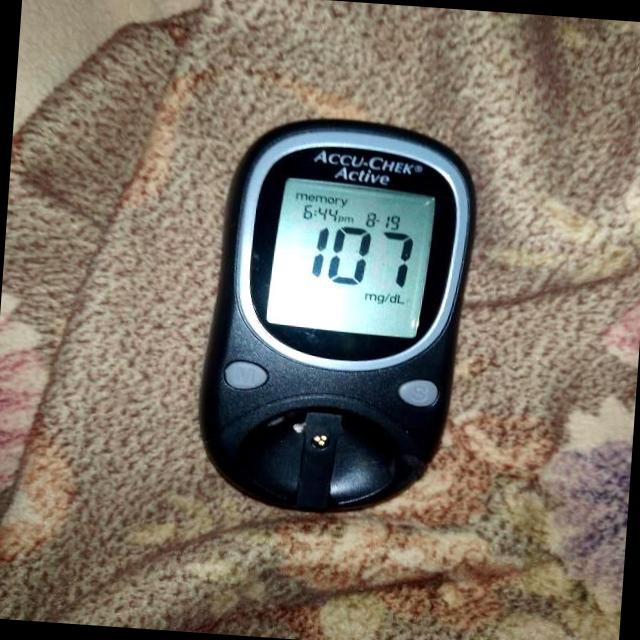 ACCU-CHEK®
Active
memory
6:44pm 8-19
107
mg/dL
M
S